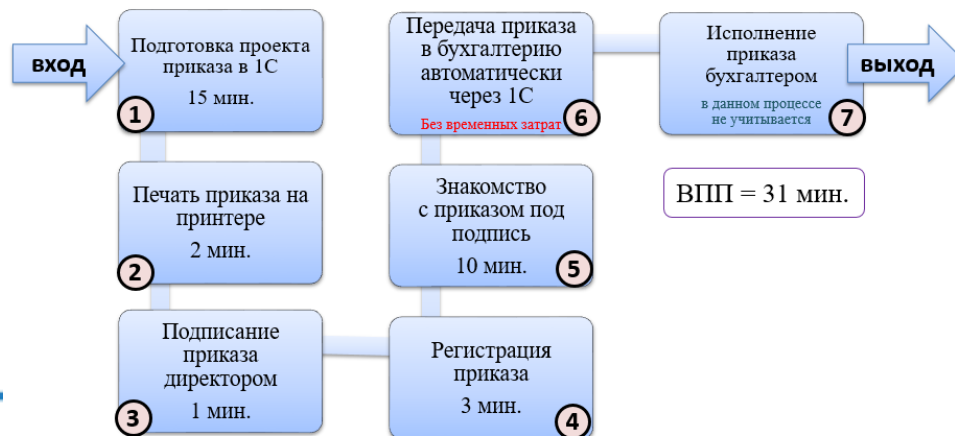 вход
Подготовка проекта
приказа в 1С
15 мин.
1
Печать приказа на
принтере
2 мин.
2
Подписание
приказа
директором
1 мин.
3
Регистрация
приказа
3 мин.
4
Знакомство
с приказом под
подпись
10 мин.
5
Передача приказа
в бухгалтерию
автоматически
через 1С
Без временных затрат
6
Исполнение
приказа
бухгалтером
в данном процессе
не учитывается
7
выход
ВПП = 31 мин.